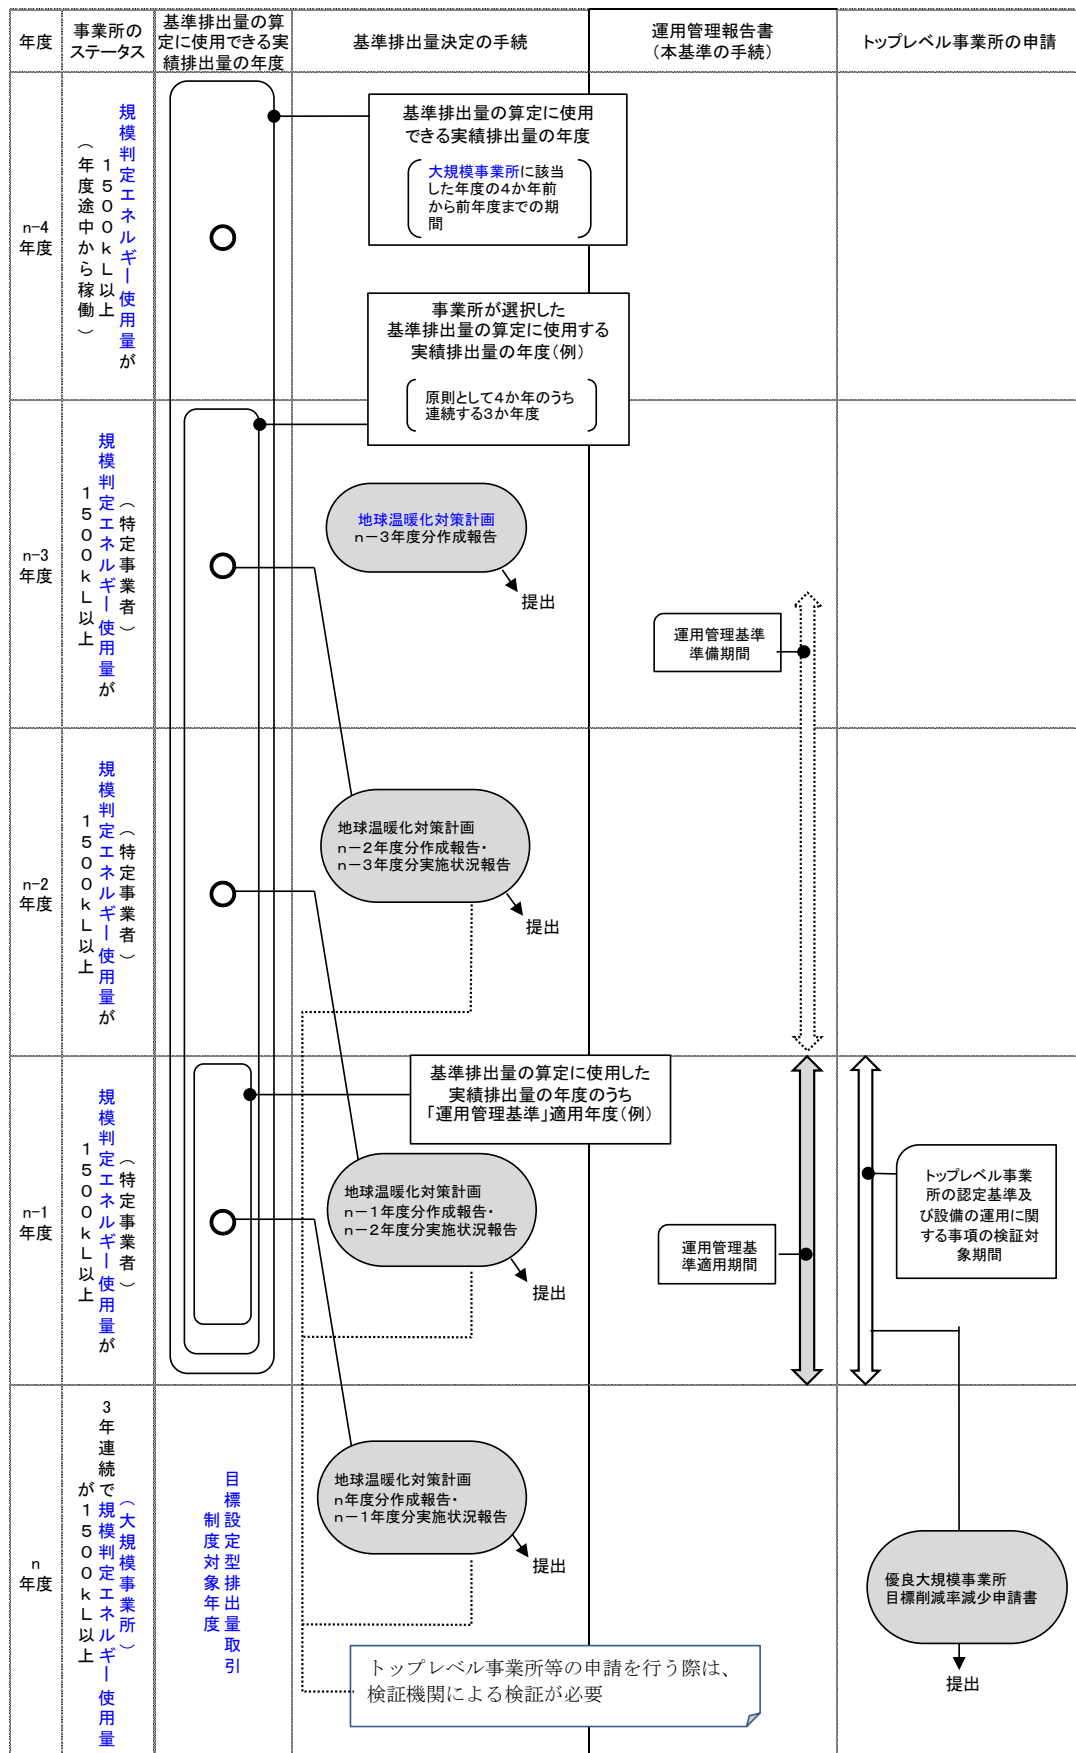 年度
事業所の
ステータス
基準排出量の算
定に使用できる実
績排出量の年度
基準排出量決定の手続
運用管理報告書
(本基準の手続)
トップレベル事業所の申請
n-4
年度
規模判定エネルギー使用量が
1500kL以上
(年度途中から稼働)
基準排出量の算定に使用
できる実績排出量の年度
大規模事業所に該当
した年度の4か年前
から前年度までの期
間
事業所が選択した
基準排出量の算定に使用する
実績排出量の年度(例)
原則として4か年のうち
連続する3か年度
n-3
年度
(特定事業者)
規模判定エネルギー使用量が
1500kL以上
地球温暖化対策計画
n-3年度分作成報告
提出
運用管理基準
準備期間
n-2
年度
(特定事業者)
規模判定エネルギー使用量が
1500kL以上
地球温暖化対策計画
n-2年度分作成報告・
n-3年度分実施状況報告
提出
n-1
年度
(特定事業者)
規模判定エネルギー使用量が
1500kL以上
基準排出量の算定に使用した
実績排出量の年度のうち
「運用管理基準」適用年度(例)
地球温暖化対策計画
n-1年度分作成報告・
n-2年度分実施状況報告
提出
運用管理基
準適用期間
トップレベル事業
所の認定基準及
び設備の運用に関
する事項の検証対
象期間
n
年度
(大規模事業所)
3年連続で規模判定エネルギー使用量
が1500kL以上
目標設定型排出量取引
制度対象年度
地球温暖化対策計画
n年度分作成報告・
n-1年度分実施状況報告
提出
優良大規模事業所
目標削減率減少申請書
提出
トップレベル事業所等の申請を行う際は、
検証機関による検証が必要